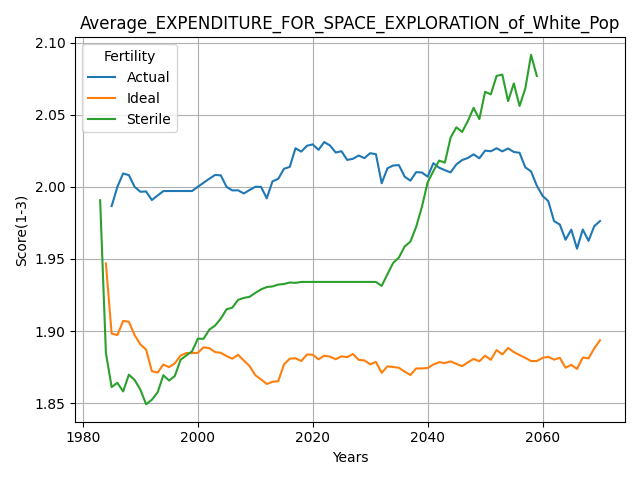 Average_EXPENDITURE_FOR_SPACE_EXPLORATION_of_White_Pop
Fertility
Actual
Ideal
Sterile
Score(1-3)
2.10
2.05
2.00
1.95
1.90
1.85
1980
2000
2020
2040
2060
Years